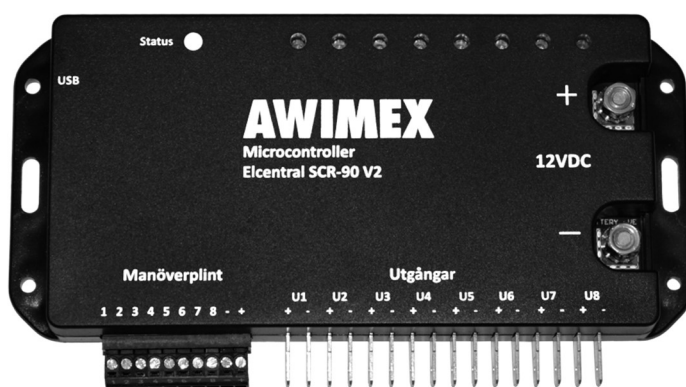 Status
USB
AWIMEX
Microcontroller
Elcentral SCR-90 V2
+
12VDC
−
Manöverplint
1 2 3 4 5 6 7 8 - +
Utgångar
U1 U2 U3 U4 U5 U6 U7 U8
+ - + - + - + - + - + - + - + -